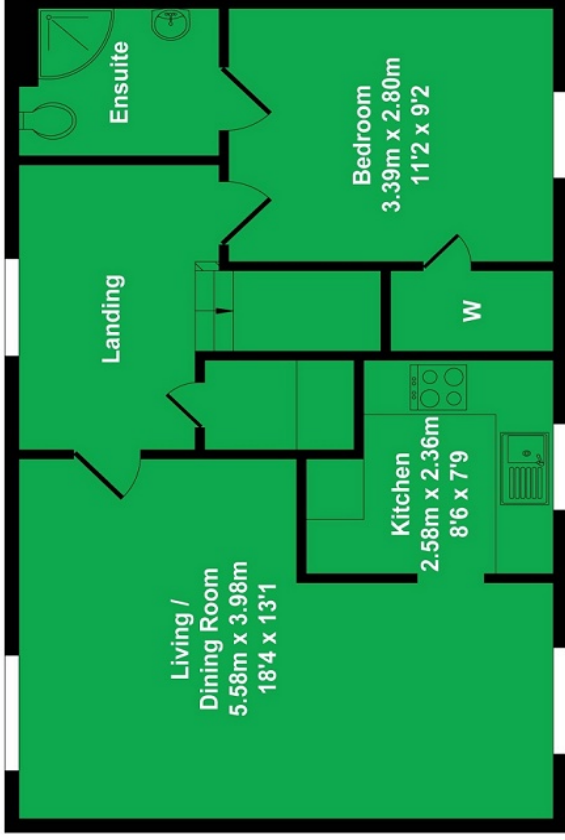 Ensuite
Bedroom
3.39m x 2.80m
11'2 x 9'2
Landing
W
Kitchen
2.58m x 2.36m
8'6 x 7'9
Living /
Dining Room
5.58m x 3.98m
18'4 x 13'1